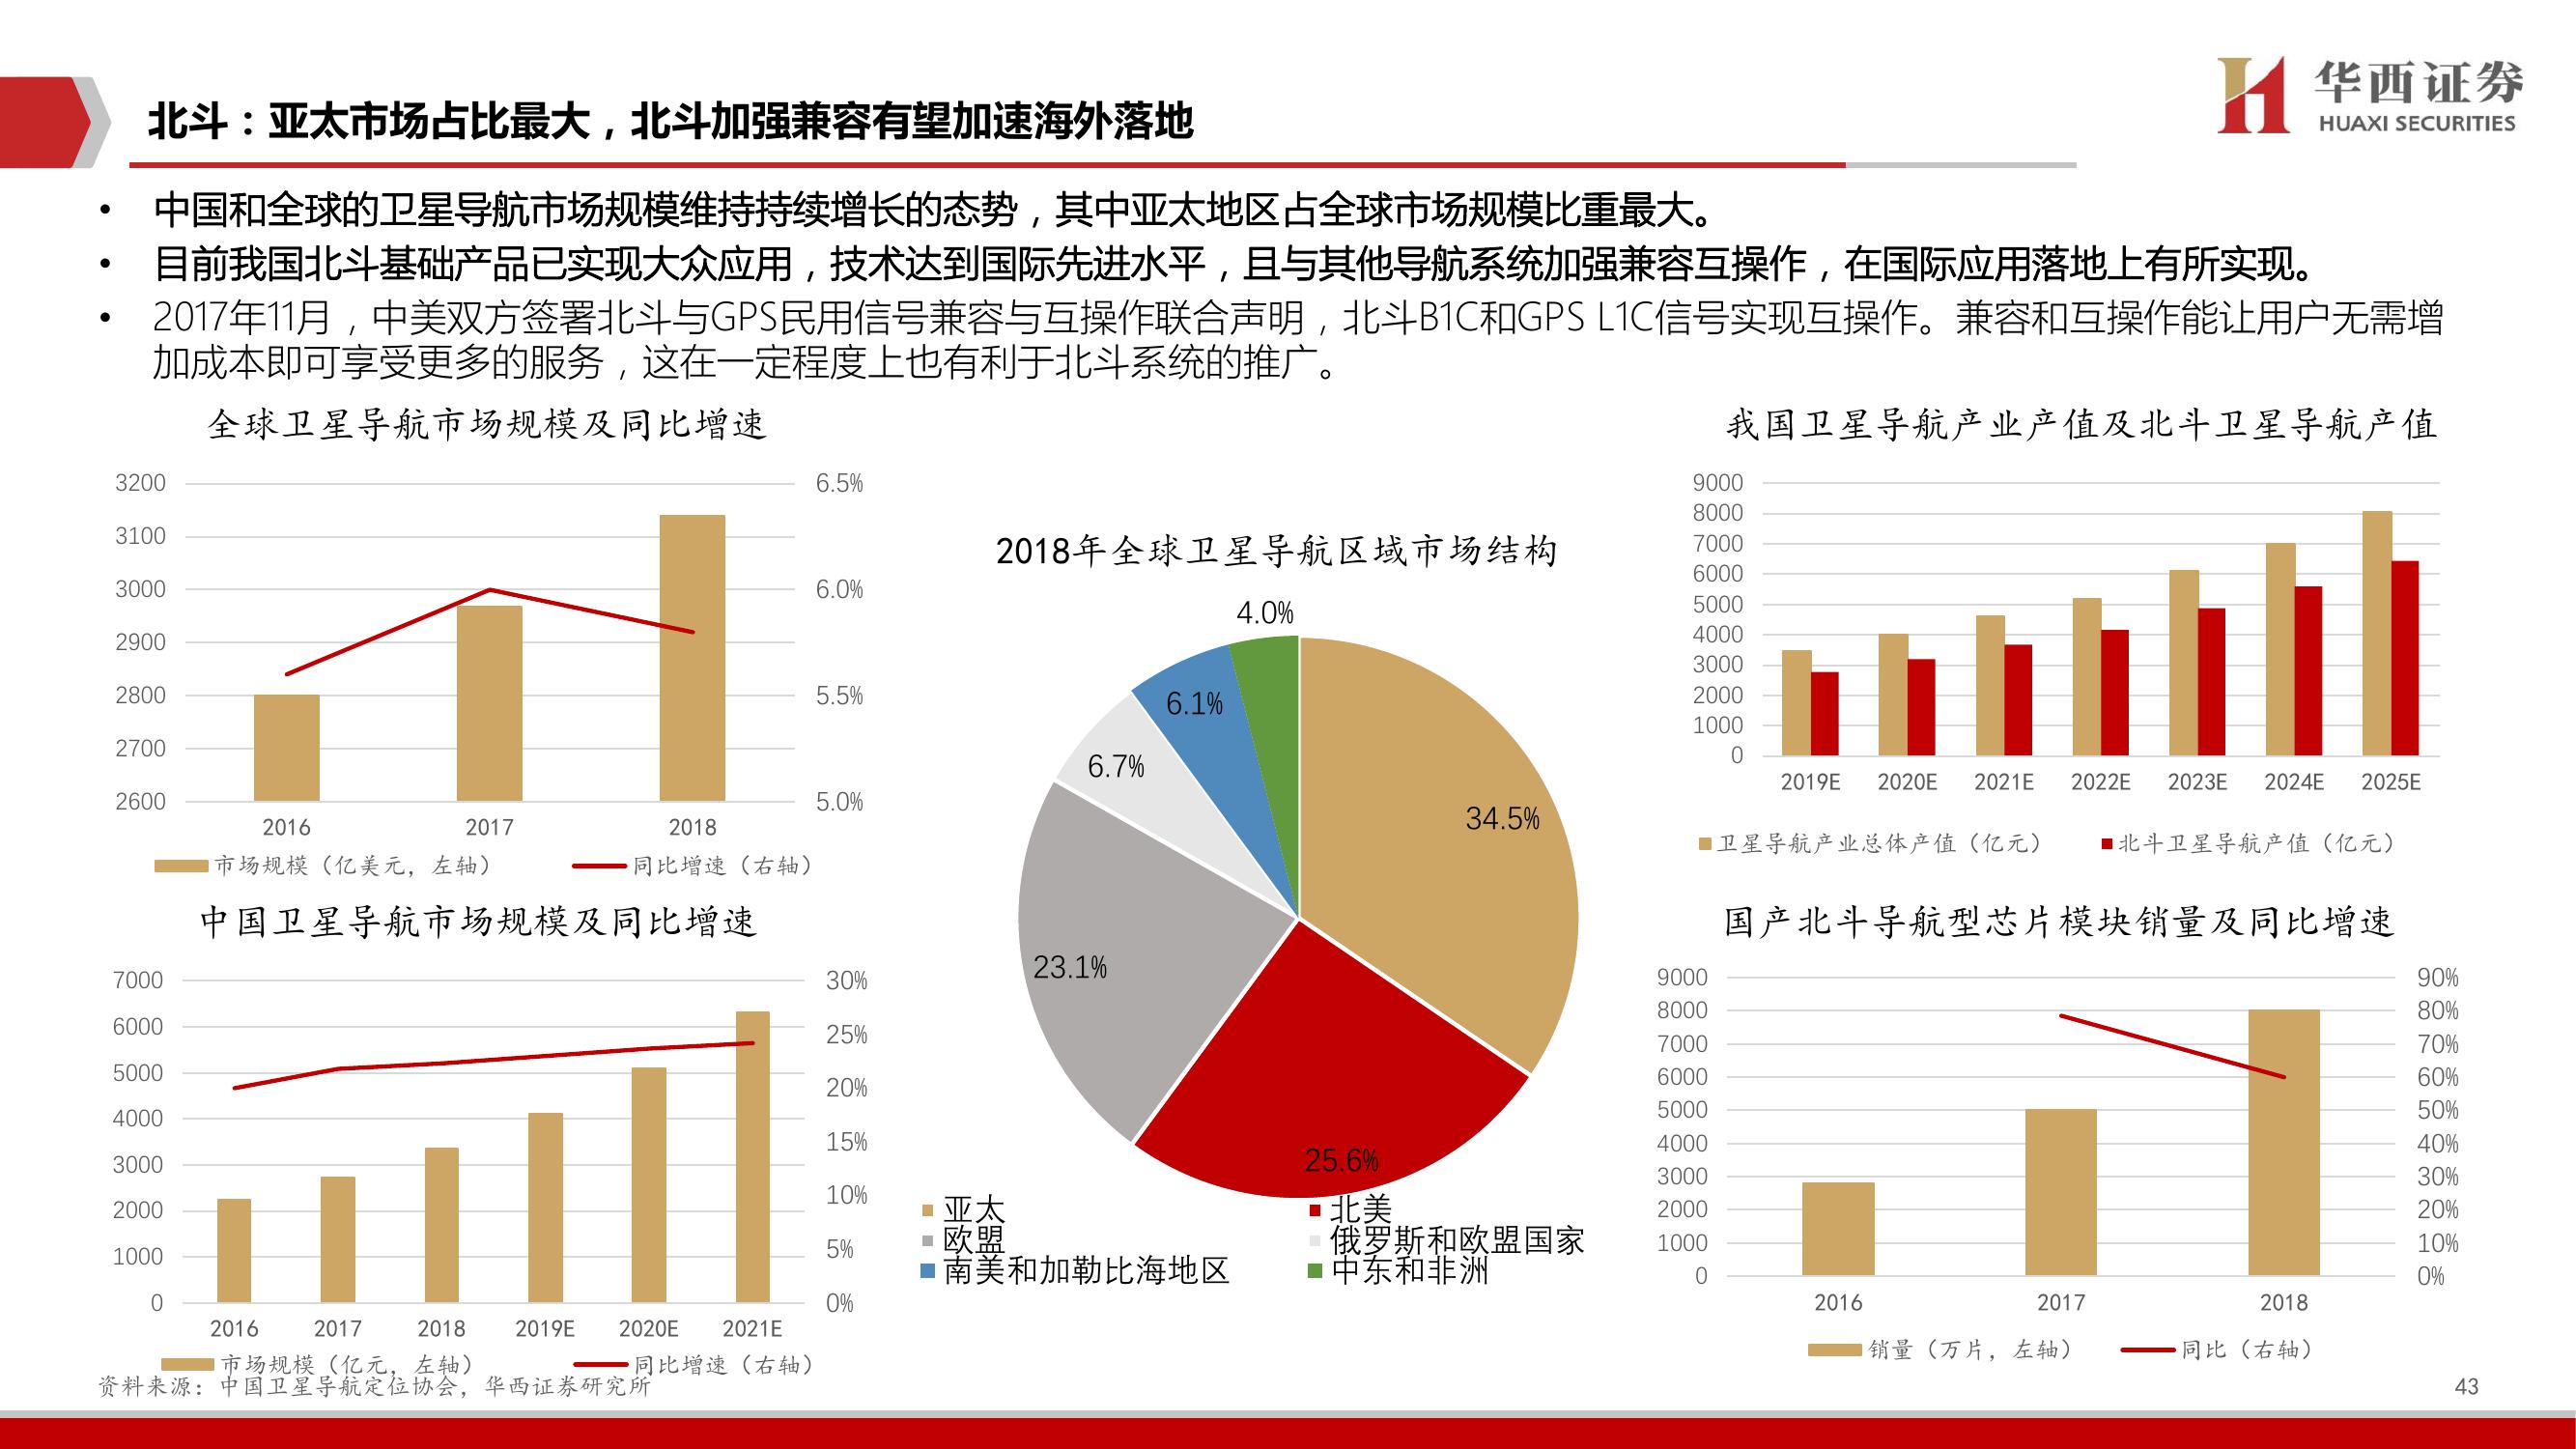 华西证券
HUAXI SECURITIES
北斗：亚太市场占比最大，北斗加强兼容有望加速海外落地
• 中国和全球的卫星导航市场规模维持持续增长的态势，其中亚太地区占全球市场规模比重最大。
• 目前我国北斗基础产品已实现大众应用，技术达到国际先进水平，且与其他导航系统加强兼容互操作，在国际应用落地上有所实现。
• 2017年11月，中美双方签署北斗与GPS民用信号兼容与互操作联合声明，北斗B1C和GPS L1C信号实现互操作。兼容和互操作能让用户无需增
加成本即可享受更多的服务，这在一定程度上也有利于北斗系统的推广。
全球卫星导航市场规模及同比增速
3200
3100
3000
2900
2800
2700
2600
6.5%
6.0%
5.5%
5.0%
2016 2017 2018
市场规模（亿美元，左轴） 同比增速（右轴）
中国卫星导航市场规模及同比增速
7000
6000
5000
4000
3000
2000
1000
0
30%
25%
20%
15%
10%
5%
0%
2016 2017 2018 2019E 2020E 2021E
市场规模（亿元，左轴） 同比增速（右轴）
2018年全球卫星导航区域市场结构
4.0%
6.1%
6.7%
34.5%
23.1%
25.6%
亚太 北美
欧盟 俄罗斯和欧盟国家
南美和加勒比海地区 中东和非洲
我国卫星导航产业产值及北斗卫星导航产值
9000
8000
7000
6000
5000
4000
3000
2000
1000
0
2019E 2020E 2021E 2022E 2023E 2024E 2025E
卫星导航产业总体产值（亿元） 北斗卫星导航产值（亿元）
国产北斗导航型芯片模块销量及同比增速
9000
8000
7000
6000
5000
4000
3000
2000
1000
0
90%
80%
70%
60%
50%
40%
30%
20%
10%
0%
2016 2017 2018
销量（万片，左轴） 同比（右轴）
资料来源：中国卫星导航定位协会，华西证券研究所
43